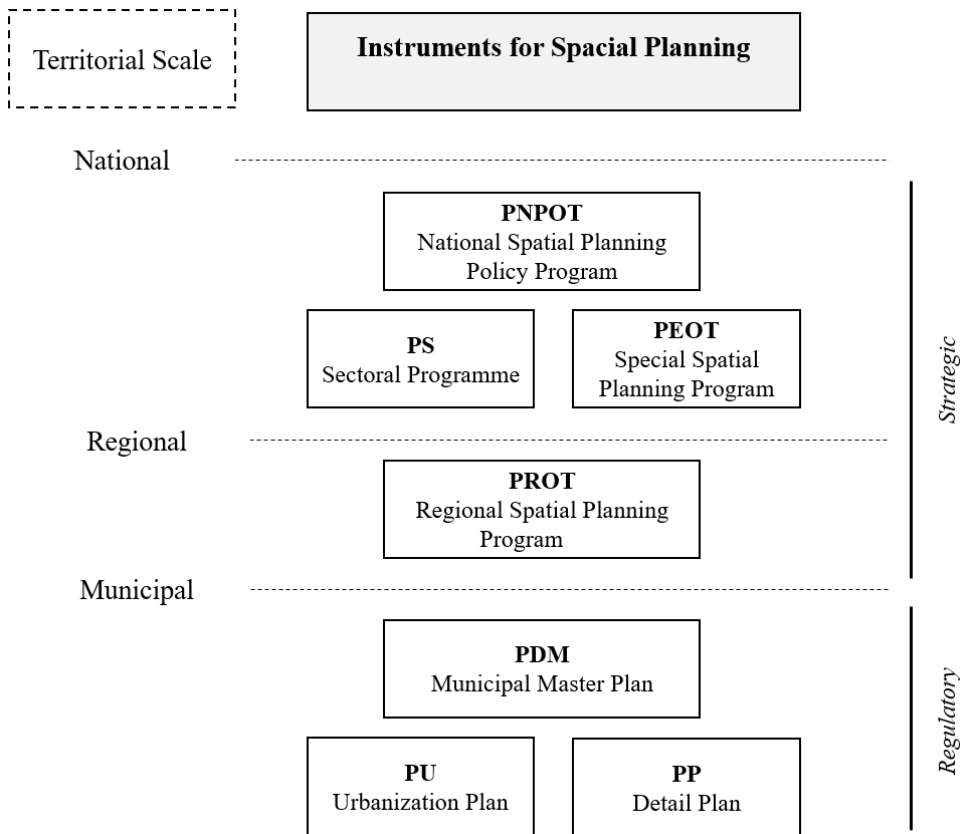 Territorial Scale
Instruments for Spacial Planning
National
PNPOT
National Spatial Planning
Policy Program
PS
Sectoral Programme
PEOT
Special Spatial
Planning Program
Strategic
Regional
PROT
Regional Spatial Planning
Program
Municipal
PDM
Municipal Master Plan
Regulatory
PU
Urbanization Plan
PP
Detail Plan